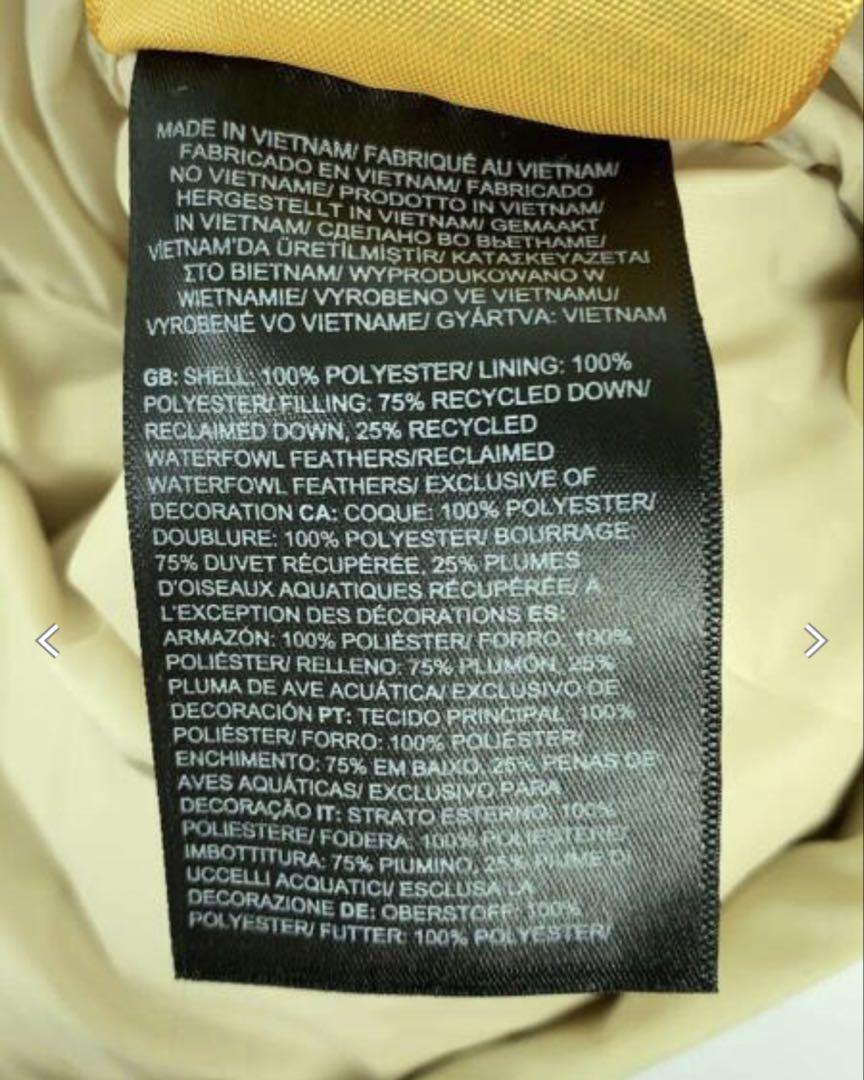 MADE IN VIETNAM/ FABRIQUÉ AU VIETNAM/
FABRICADO EN VIETNAM/ FABRICADO
NO VIETNAME/ PRODOTTO IN VIETNAM/
HERGESTELLT IN VIETNAM/ GEMAAKT
IN VIETNAM/ СДЕЛАНО ВО ВЬЕТНАМЕ/
VİETNAM'DA ÜRETİLMİŞTİR/ ΚΑΤΑΣΚΕΥΑΖΕΤΑΙ
ΣΤΟ ΒΙΕΤΝΑΜ/ WYPRODUKOWANO W
WIETNAMIE/ VYROBENO VE VIETNAMU/
VYROBENÉ VO VIETNAME/ GYÁRTVA: VIETNAM
GB: SHELL: 100% POLYESTER/ LINING: 100%
POLYESTER/ FILLING: 75% RECYCLED DOWN/
RECLAIMED DOWN, 25% RECYCLED
WATERFOWL FEATHERS/RECLAIMED
WATERFOWL FEATHERS/ EXCLUSIVE OF
DECORATION CA: COQUE: 100% POLYESTER/
DOUBLURE: 100% POLYESTER/ BOURRAGE:
75% DUVET RÉCUPÉRÉE, 25% PLUMES
D'OISEAUX AQUATIQUES RÉCUPÉRÉE/ A
L'EXCEPTION DES DÉCORATIONS ES:
ARMAZÓN: 100% POLIÉSTER/ FORRO: 100%
POLIÉSTER/ RELLENO: 75% PLUMÓN, 25%
PLUMA DE AVE ACUÁTICA/ EXCLUSIVO DE
DECORACIÓN PT: TECIDO PRINCIPAL: 100%
POLIÉSTER/ FORRO: 100% POLIÉSTER/
ENCHIMENTO: 75% EM BAIXO, 25% PENAS DE
AVES AQUÁTICAS/ EXCLUSIVO PARA
DECORAÇÃO IT: STRATO ESTERNO: 100%
POLIESTERE/ FODERA: 100% POLIESTERE/
IMBOTTITURA: 75% PIUMINO, 25% PIUME DI
UCCELLI ACQUATICI/ ESCLUSA LA
DECORAZIONE DE: OBERSTOFF: 100%
POLYESTER/ FUTTER: 100% POLYESTER/